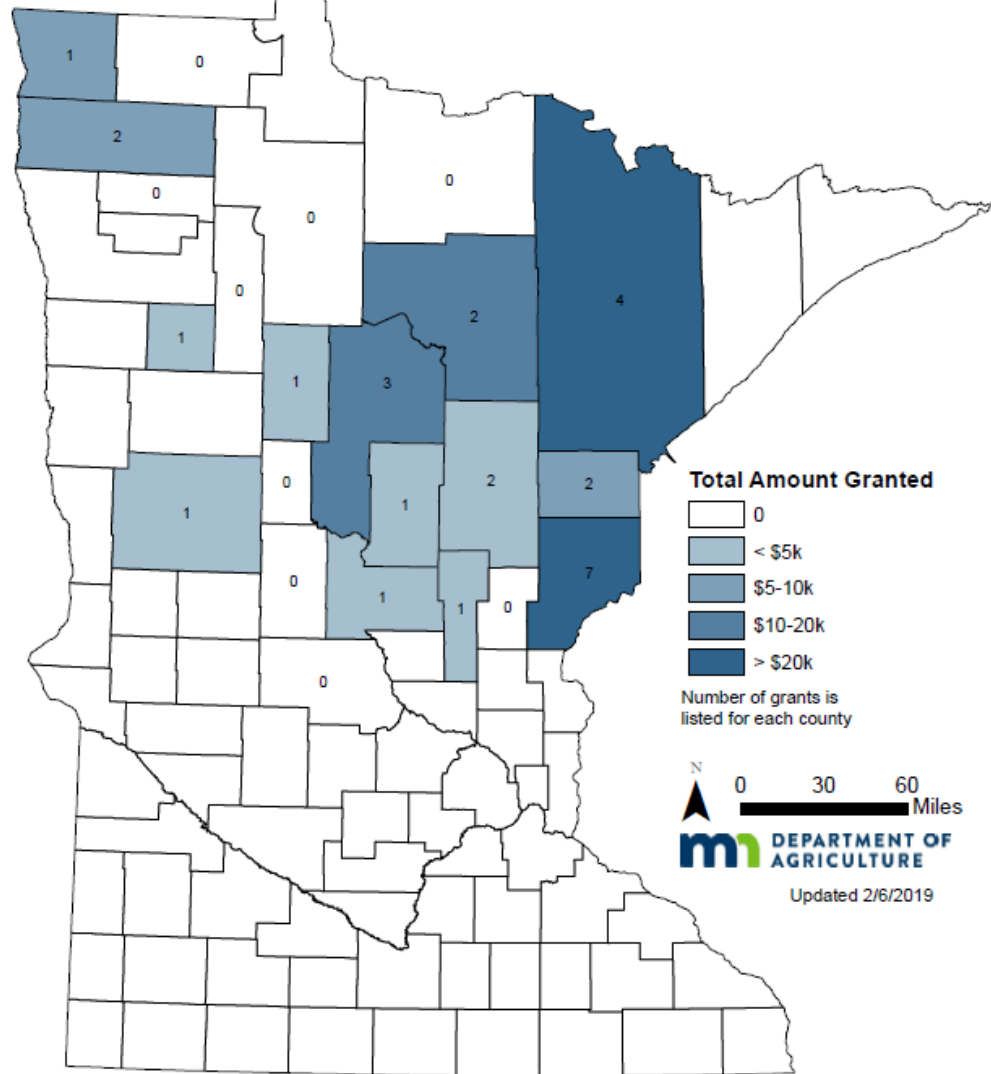 1
0
2
0
0
0
0
4
1
2
1
3
0
1
2
2
1
0
7
1
1
0
0
Total Amount Granted
0
< $5k
$5-10k
$10-20k
> $20k
Number of grants is
listed for each county
N
0 30 60
Miles
mn DEPARTMENT OF
AGRICULTURE
Updated 2/6/2019